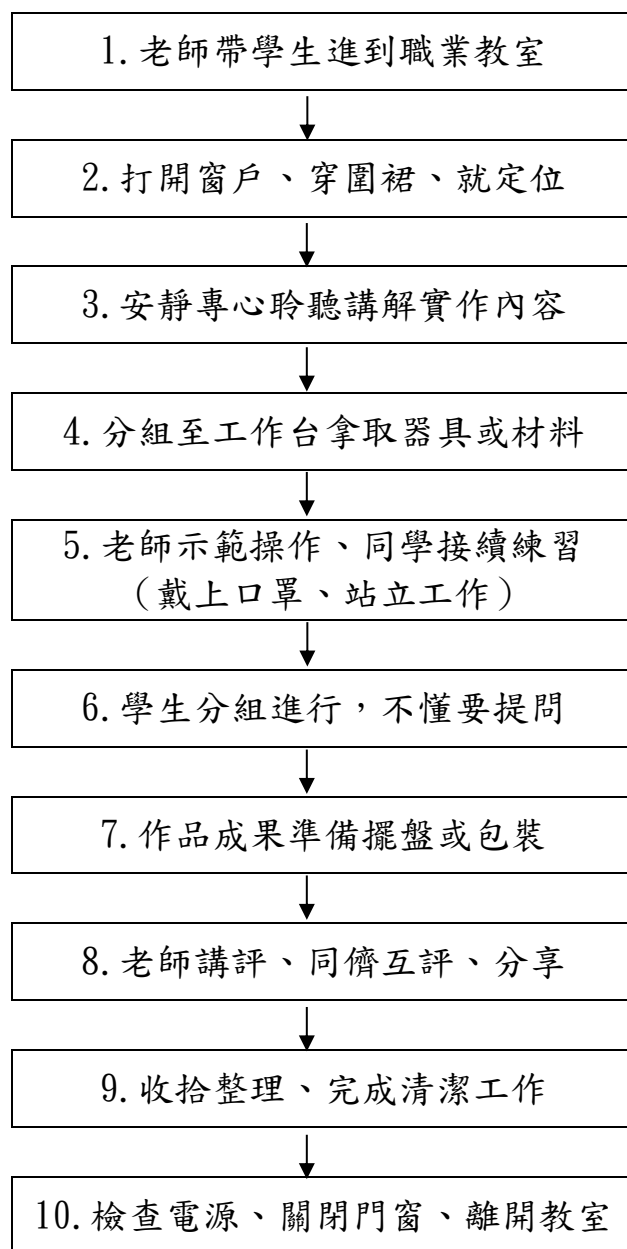 1.老師帶學生進到職業教室
2.打開窗戶、穿圍裙、就定位
3.安靜專心聆聽講解實作內容
4.分組至工作台拿取器具或材料
5.老師示範操作、同學接續練習
（戴上口罩、站立工作）
6.學生分組進行，不懂要提問
7.作品成果準備擺盤或包裝
8.老師講評、同儕互評、分享
9.收拾整理、完成清潔工作
10.檢查電源、關閉門窗、離開教室